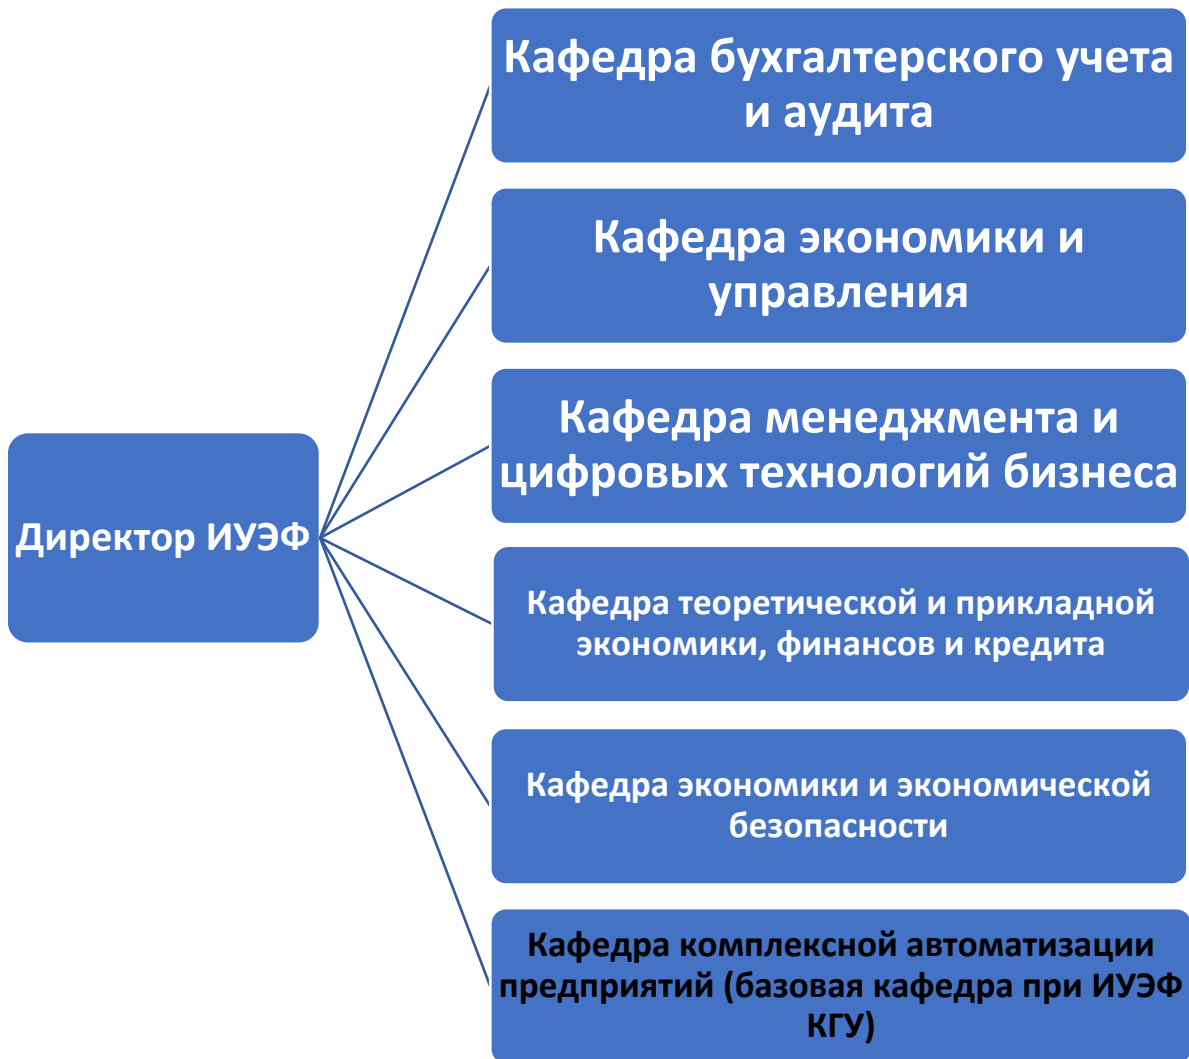 Кафедра бухгалтерского учета
и аудита
Кафедра экономики и
управления
Кафедра менеджмента и
цифровых технологий бизнеса
Директор ИУЭФ
Кафедра теоретической и прикладной
экономики, финансов и кредита
Кафедра экономики и экономической
безопасности
Кафедра комплексной автоматизации
предприятий (базовая кафедра при ИУЭФ
КГУ)